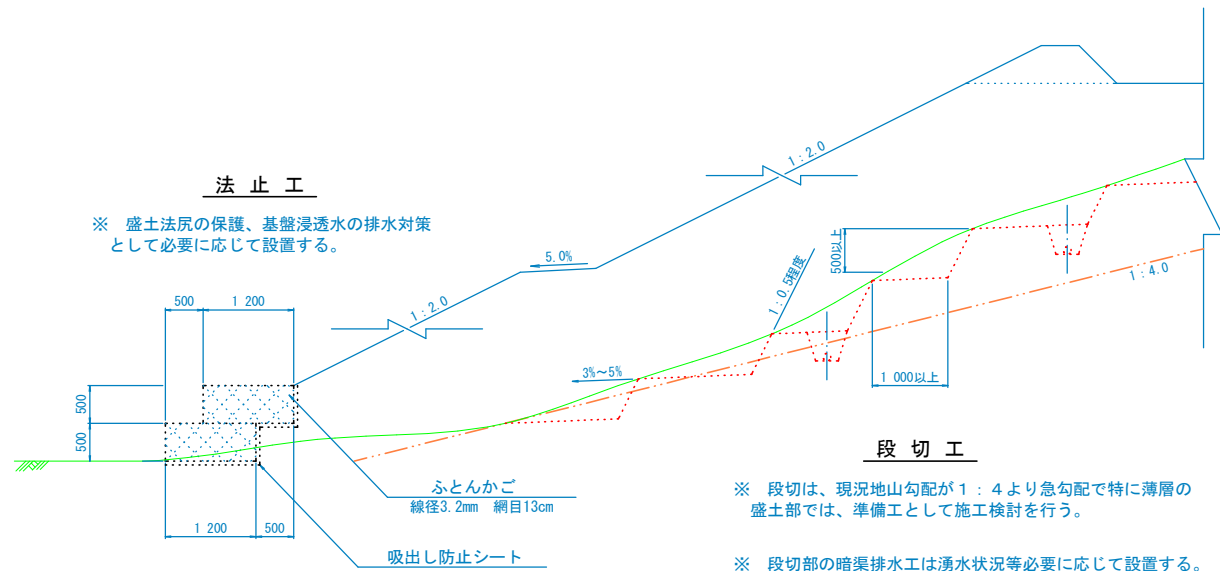 法 止 工
※ 盛土法尻の保護、基盤浸透水の排水対策
として必要に応じて設置する。
1:2.0
5.0%
1:2.0
500
1 200
500
500
1 200
500
ふとんかご
線径3.2mm 網目13cm
吸出し防止シート
3%～5%
1:0.5程度
500以上
1 000以上
1:4.0
段 切 工
※ 段切は、現況地山勾配が1:4より急勾配で特に薄層の
盛土部では、準備工として施工検討を行う。
※ 段切部の暗渠排水工は湧水状況等必要に応じて設置する。